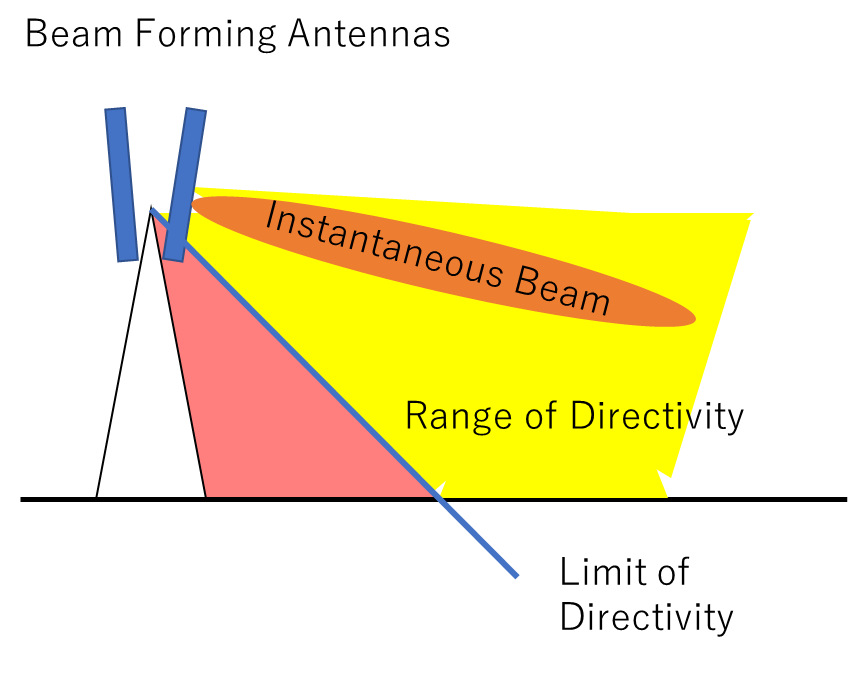 Beam Forming Antennas
Instantaneous Beam
Range of Directivity
Limit of
Directivity